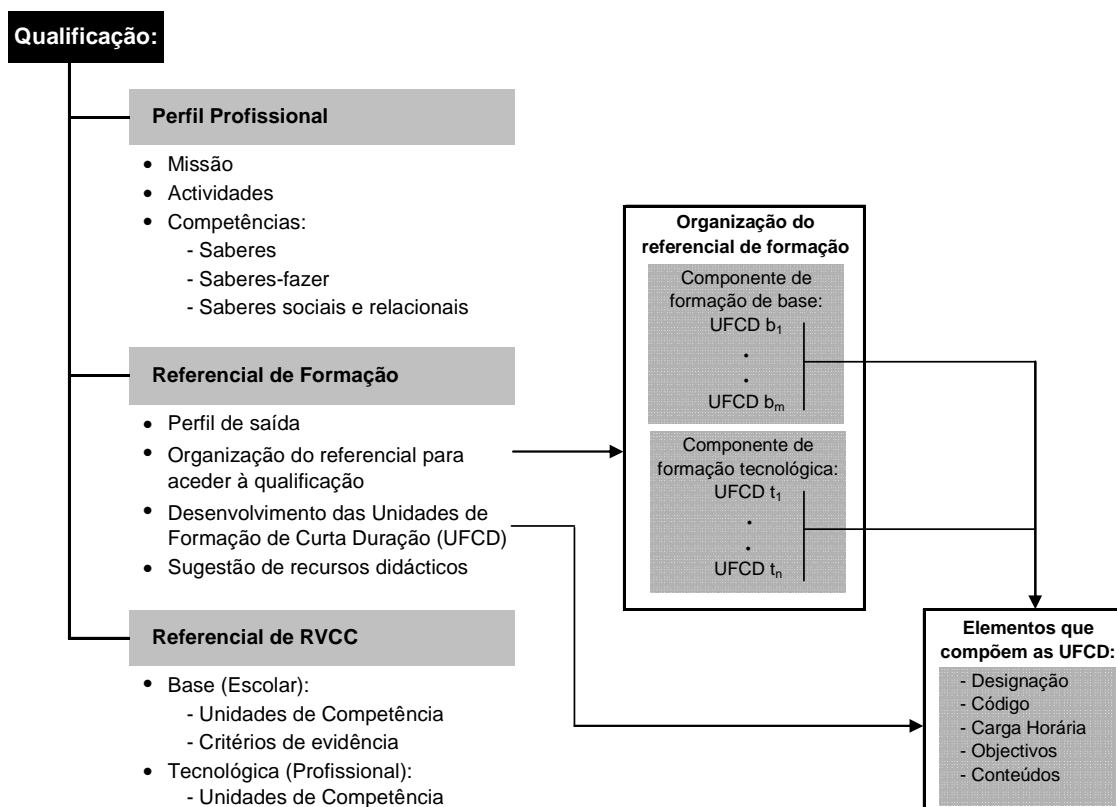 Qualificação:
Perfil Profissional
• Missão
• Actividades
• Competências:
- Saberes
- Saberes-fazer
- Saberes sociais e relacionais
Referencial de Formação
• Perfil de saída
• Organização do referencial para
aceder à qualificação
• Desenvolvimento das Unidades de
Formação de Curta Duração (UFCD)
• Sugestão de recursos didácticos
Referencial de RVCC
• Base (Escolar):
- Unidades de Competência
- Critérios de evidência
• Tecnológica (Profissional):
- Unidades de Competência
Organização do
referencial de formação
Componente de
formação de base:
UFCD b₁
.
.
UFCD bₘ
Componente de
formação tecnológica:
UFCD t₁
.
.
UFCD tₙ
Elementos que
compõem as UFCD:
- Designação
- Código
- Carga Horária
- Objectivos
- Conteúdos